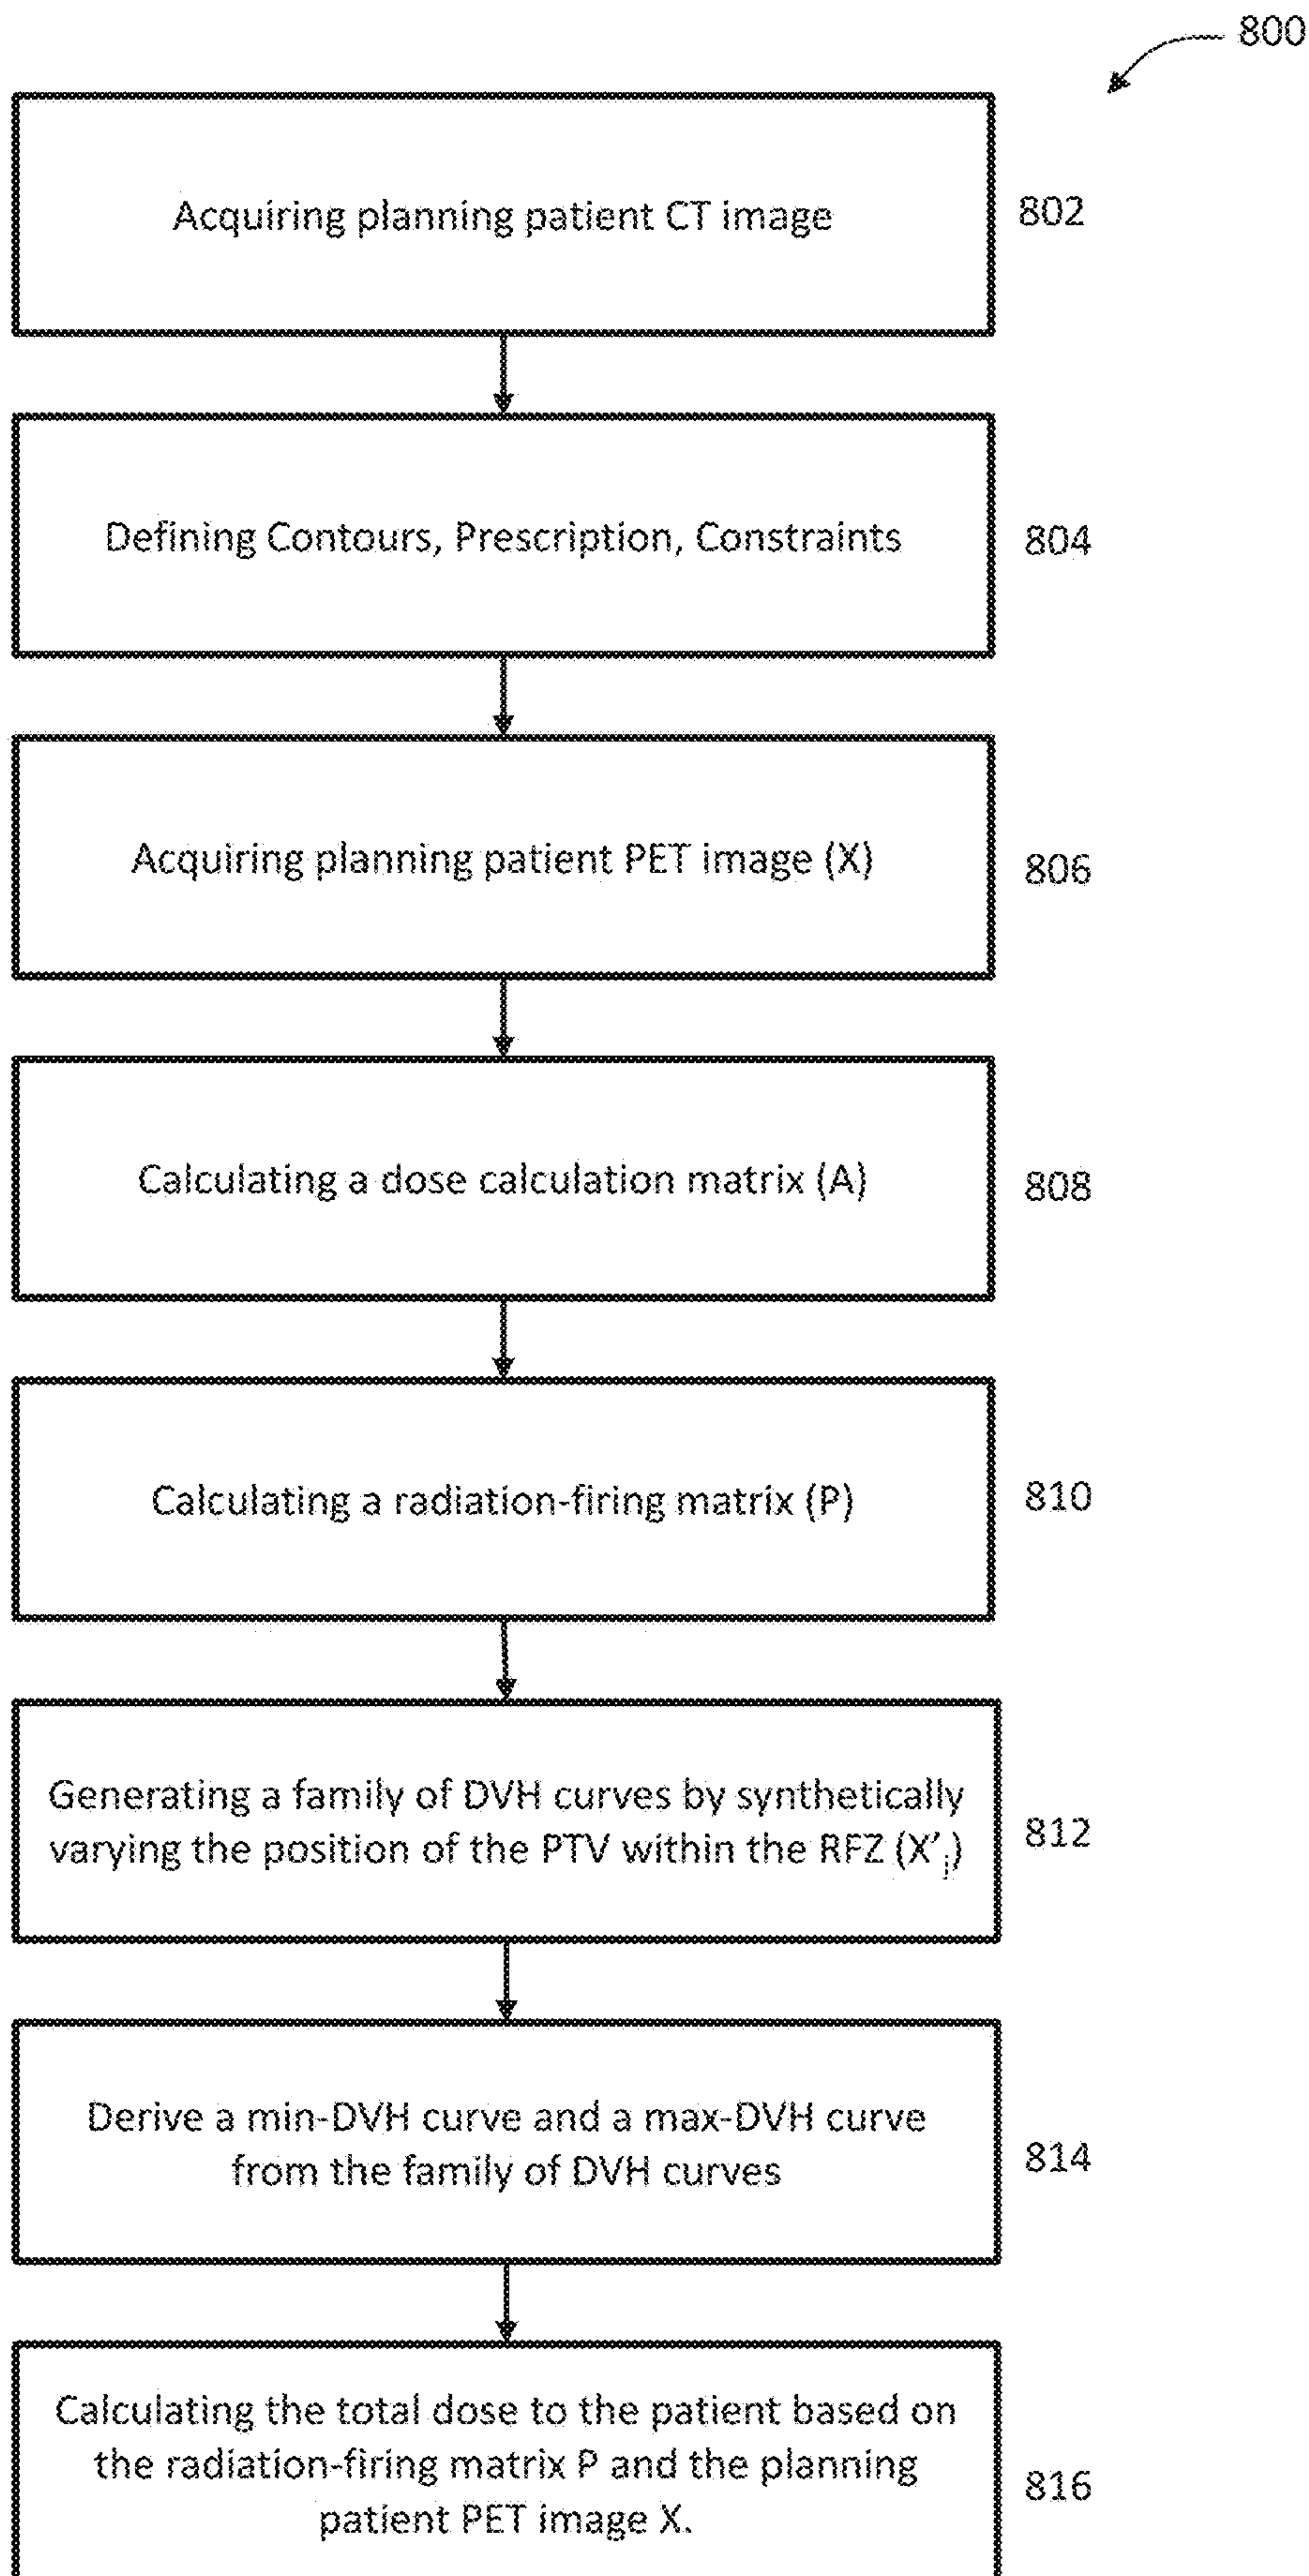 800
Acquiring planning patient CT image
802
Defining Contours, Prescription, Constraints
804
Acquiring planning patient PET image (X)
806
Calculating a dose calculation matrix (A)
808
Calculating a radiation-firing matrix (P)
810
Generating a family of DVH curves by synthetically
varying the position of the PTV within the RFZ (X'j)
812
Derive a min-DVH curve and a max-DVH curve
from the family of DVH curves
814
Calculating the total dose to the patient based on
the radiation-firing matrix P and the planning
patient PET image X.
816